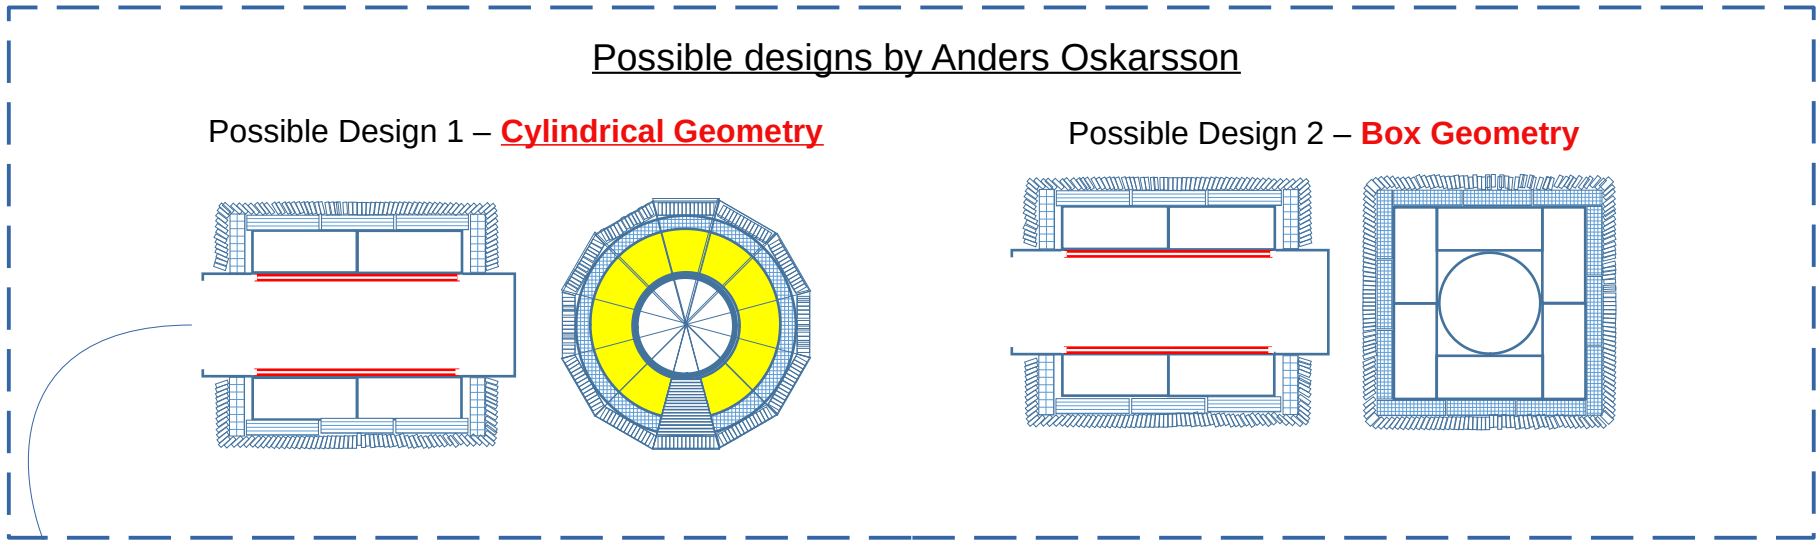 Possible designs by Anders Oskarsson
Possible Design 1 – Cylindrical Geometry
Possible Design 2 – Box Geometry